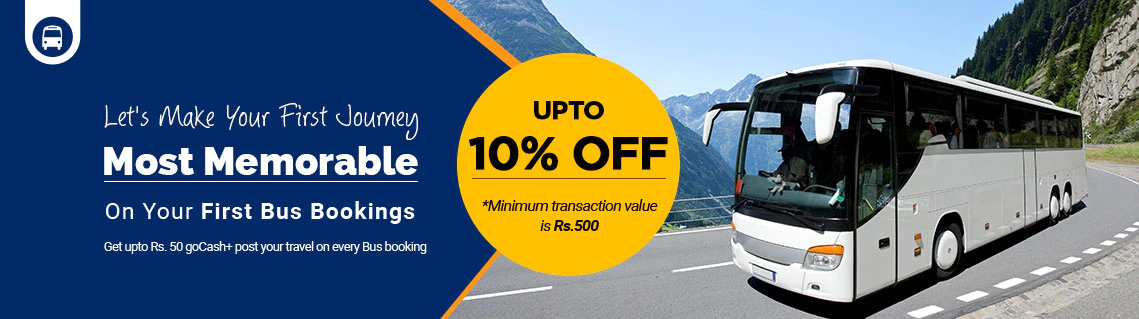 Let's Make Your First Journey
Most Memorable
On Your First Bus Bookings
Get upto Rs. 50 goCash+ post your travel on every Bus booking
UPTO
10% OFF
*Minimum transaction value
is Rs.500